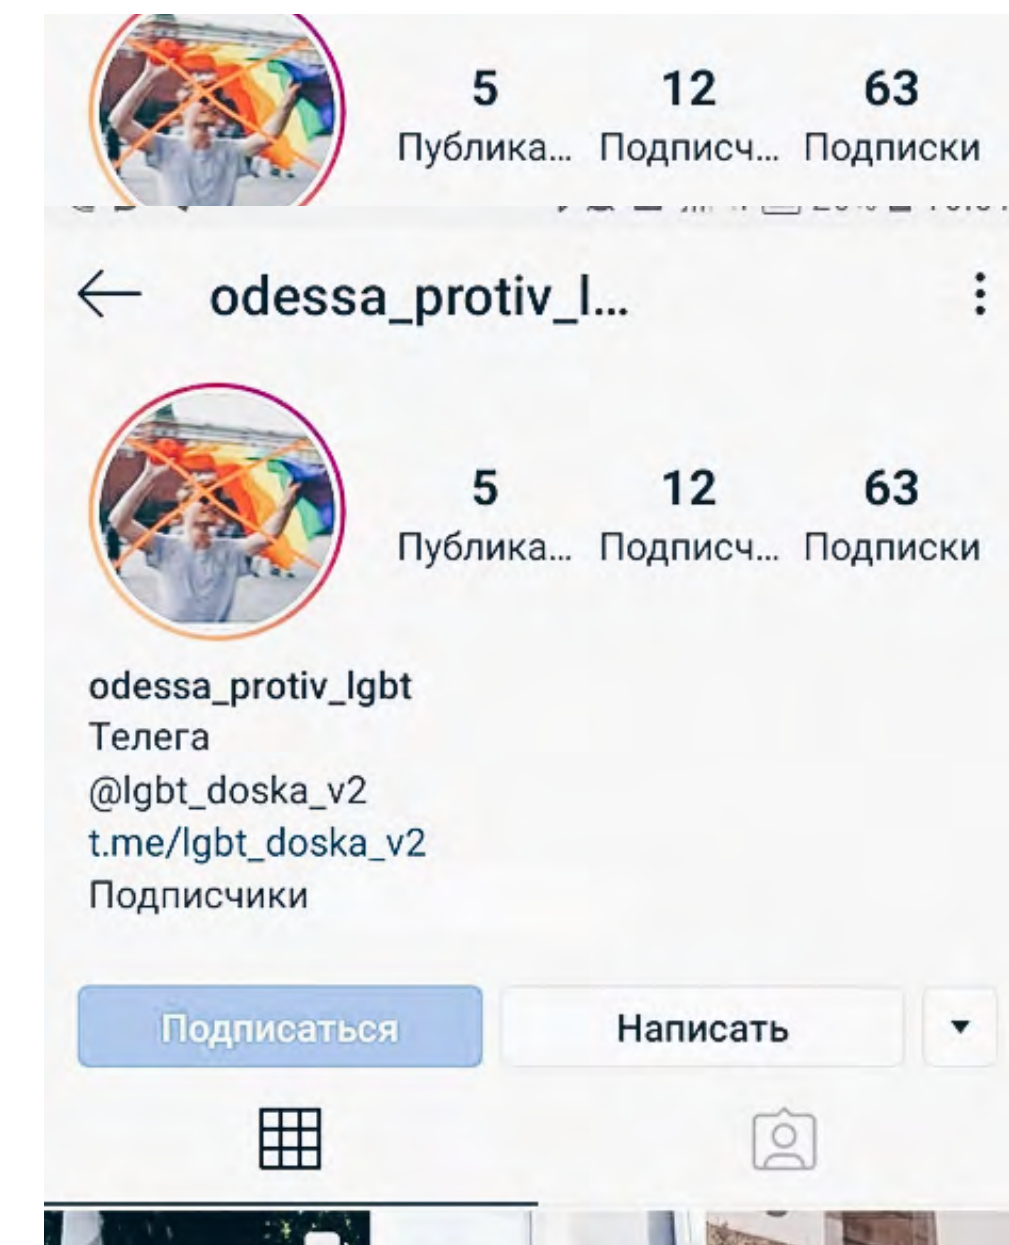 5 12 63
Публика... Подписч... Подписки
odessa_protiv_l...
5 12 63
Публика... Подписч... Подписки
odessa_protiv_lgbt
Телега
@lgbt_doska_v2
t.me/lgbt_doska_v2
Подписчики
Подписаться Написать